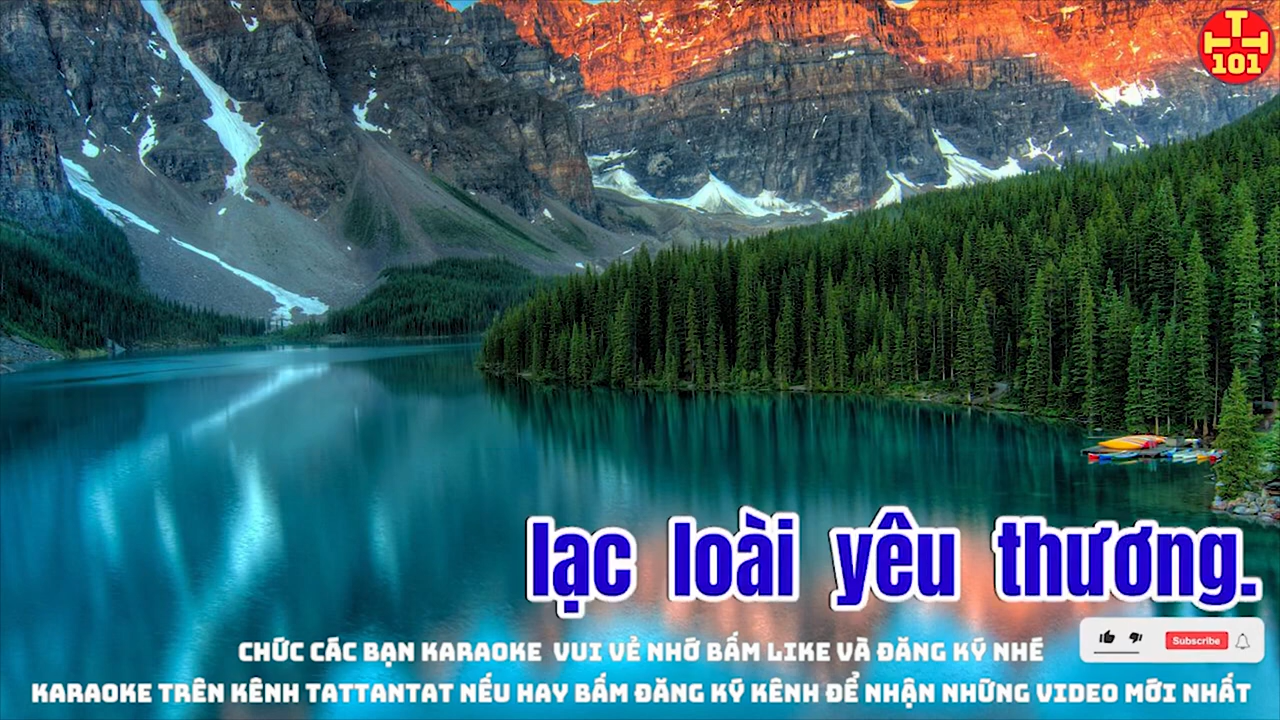 TTT
101
lạc loài yêu thương.
Subscribe
CHỨC CÁC BẠN KARAOKE VUI VẺ NHỚ BẤM LIKE VÀ ĐĂNG KÝ NHÉ
KARAOKE TRÊN KÊNH TATTANTAT NẾU HAY BẤM ĐĂNG KÝ KÊNH ĐỂ NHẬN NHỮNG VIDEO MỚI NHẤT